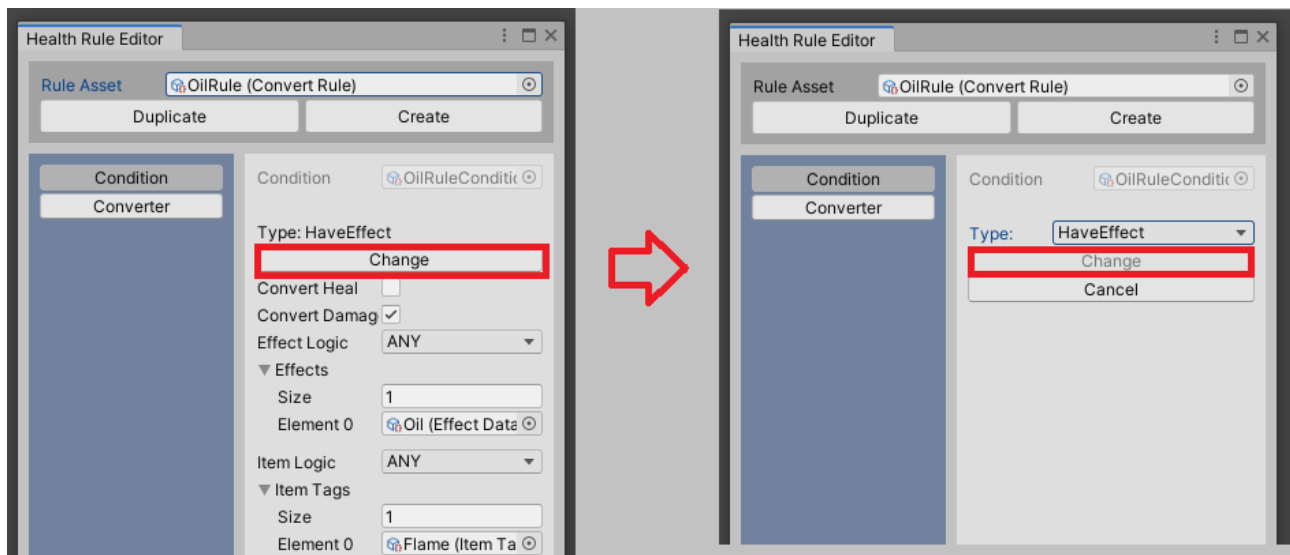 Health Rule Editor
Rule Asset OilRule (Convert Rule)
Duplicate Create
Condition Condition OilRuleConditic
Converter
Type: HaveEffect
Change
Convert Heal
Convert Damag
Effect Logic ANY
Effects
Size 1
Element 0 Oil (Effect Data
Item Logic ANY
Item Tags
Size 1
Element 0 Flame (Item Ta
Health Rule Editor
Rule Asset OilRule (Convert Rule)
Duplicate Create
Condition Condition OilRuleConditic
Converter
Type: HaveEffect
Change
Cancel